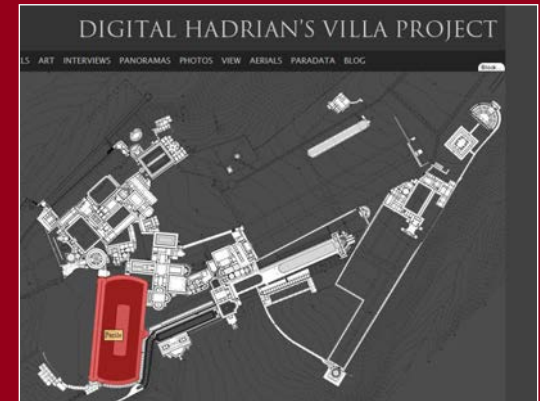 DIGITAL HADRIAN'S VILLA PROJECT
LS ART INTERVIEWS PANORAMAS PHOTOS VIEW AERIALS PARADATA BLOG
Pecile